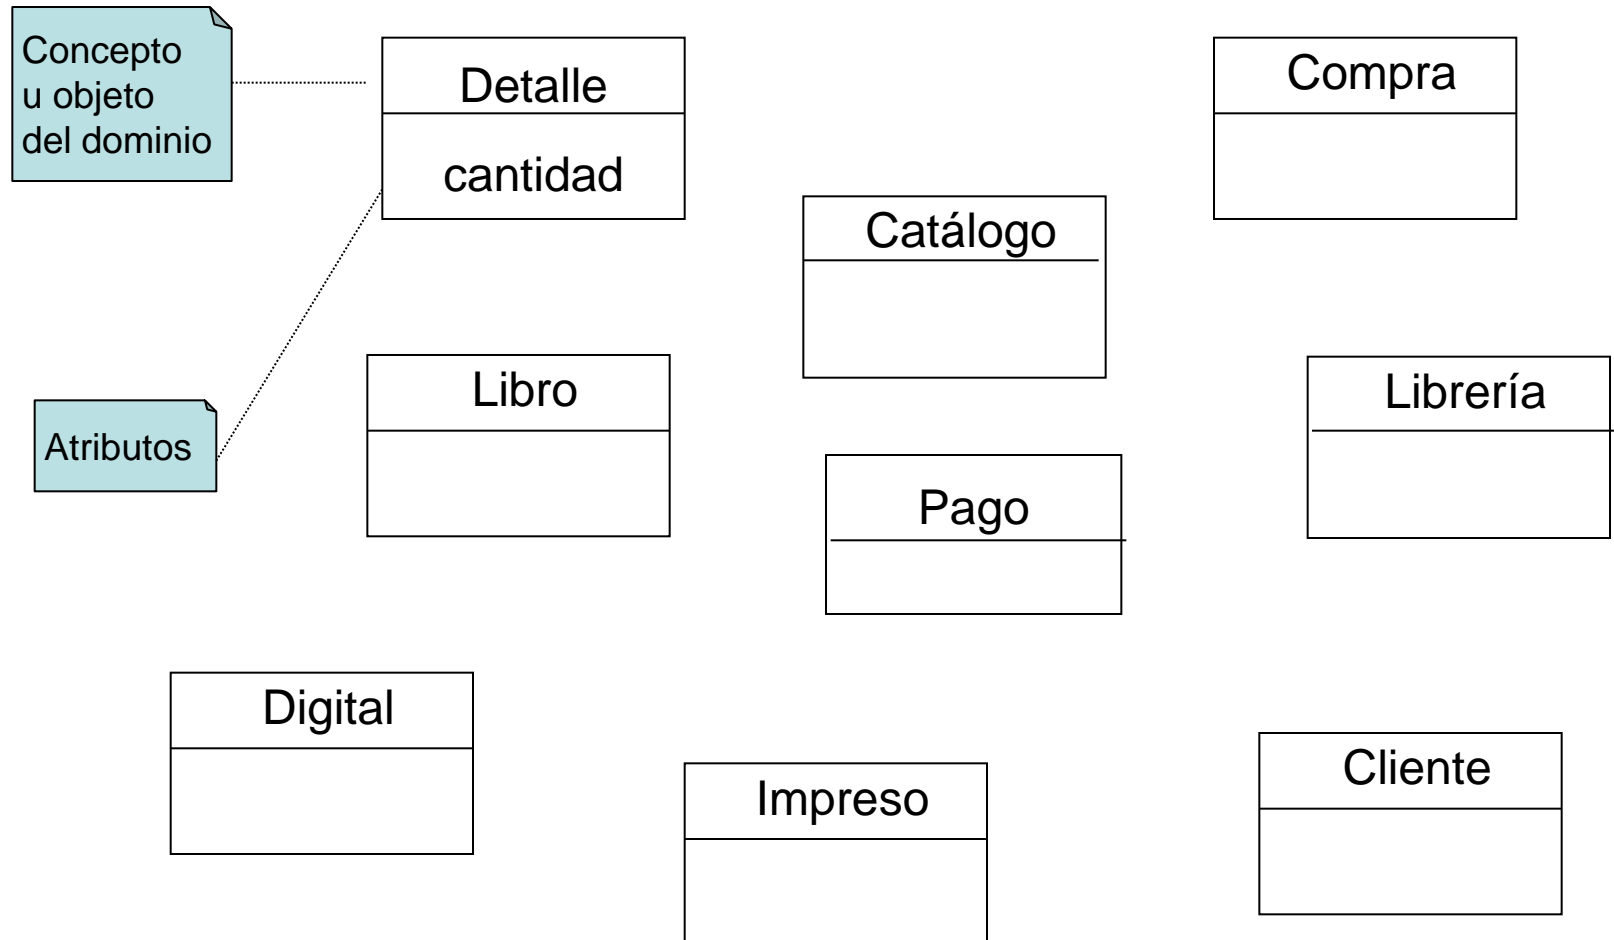 Concepto
u objeto
del dominio
Detalle
cantidad
Compra
Catálogo
Libro
Librería
Atributos
Pago
Digital
Impreso
Cliente